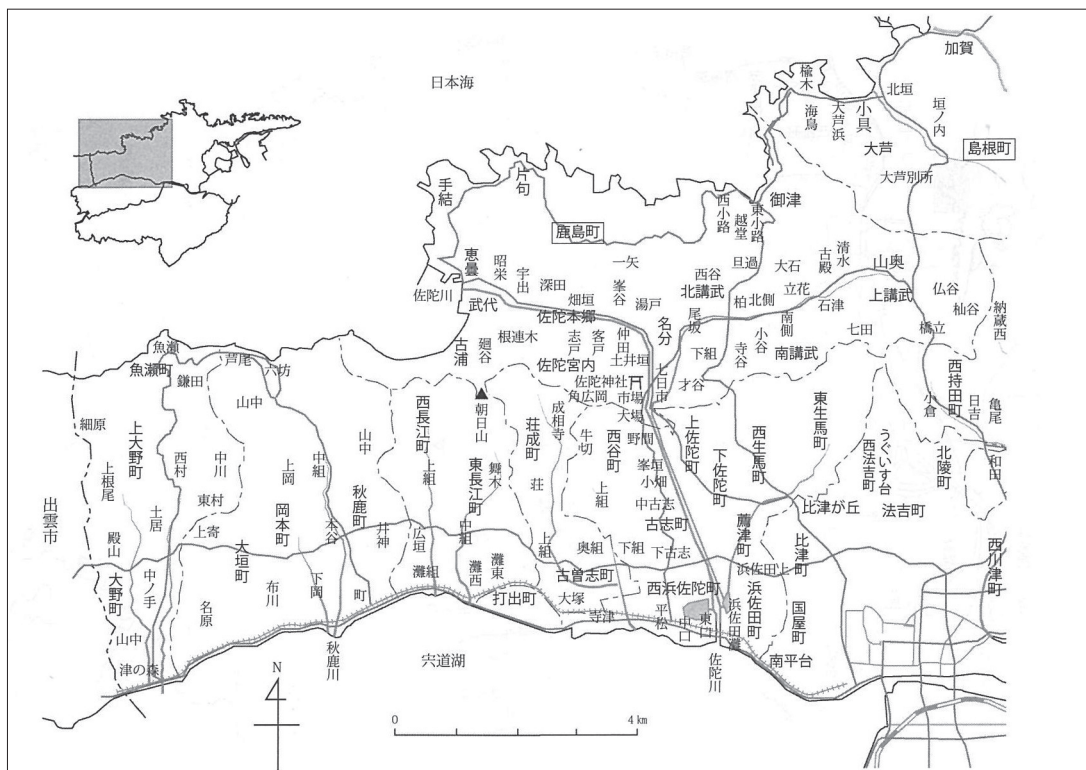 加賀
日本海
楡木
北垣
海鳥
大芦浜
小具
垣ノ内
大芦
島根町
大芦別所
手結
片句
御津
西小路
越堂
東小路
鹿島町
恵曇
昭栄
宇出
一矢
西谷
旦過
大石
古殿
清水
山奥
佐陀川
武代
深田
畑垣
峯谷
湯戸
北講武
柏
北側
立花
石津
上講武
仏谷
杣谷
納蔵西
佐陀本郷
名分
尾坂
南側
古浦
廻谷
根連木
志戸
客戸
仲田
土井垣
下組
寺谷
小谷
南講武
七田
橋立
佐陀宮内
魚瀬
魚瀬町
芦尾
六坊
鎌田
山中
佐陀神社
角広岡
市場
大場
七日市
才谷
西持田町
日吉
亀尾
小倉
和田
細原
上大野町
西村
中川
上岡
中組
山中
西長江町
上組
朝日山
東長江町
舞木
荘成町
成相寺
荘
牛切
西谷町
上組
野間
峯垣
小畑
中古志
古志町
上佐陀町
下佐陀町
西生馬町
東生馬町
うぐいす台
西法吉町
北陵町
法吉町
比津が丘
上根尾
土居
東村
上寄
岡本町
秋鹿町
本谷
井神
広垣
中組
灘組
灘西
灘東
上組
奥組
下組
下古志
薦津町
比津町
浜佐田上
西川津町
出雲市
殿山
中ノ手
大野町
大垣町
布川
下岡
町
打出町
古曽志町
西浜佐陀町
浜佐田町
国屋町
名原
大塚
寺津
平松
中口
東口
浜佐田灘
南平台
山中
津の森
秋鹿川
宍道湖
佐陀川
N
0
4㎞